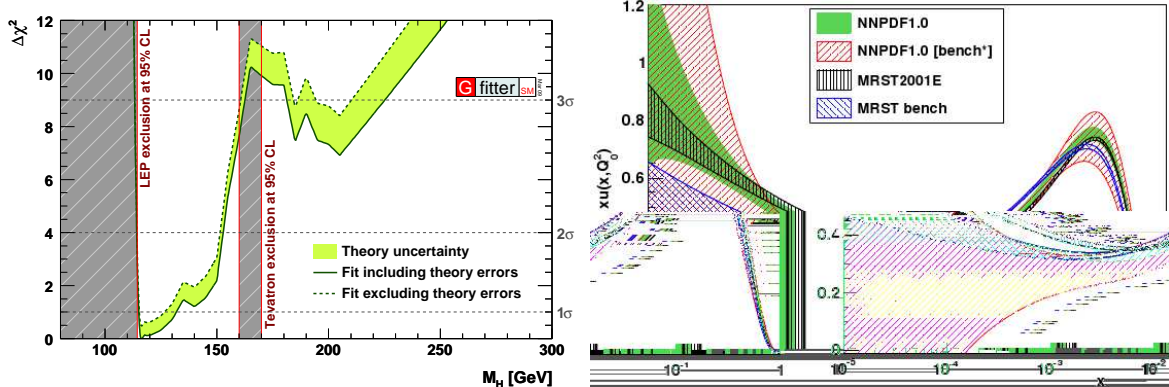 Δχ²
12
10
8
6
4
2
0
LEP exclusion at 95% CL
Tevatron exclusion at 95% CL
G fitter SM
3σ
2σ
1σ
Theory uncertainty
Fit including theory errors
Fit excluding theory errors
100
150
200
250
300
M_H [GeV]
xu(x,Q₀²)
1.2
1
0.8
0.6
0.4
0.2
0
NNPDF1.0
NNPDF1.0 [bench*]
MRST2001E
MRST bench
10⁻¹
1
10⁻⁵
10⁻⁴
10⁻³
10⁻²
x